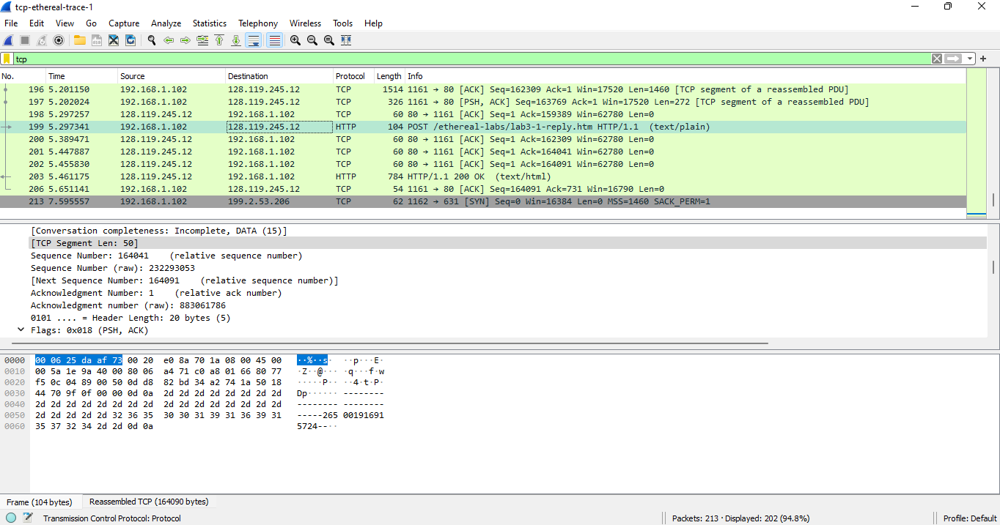 tcp-ethereal-trace-1
File Edit View Go Capture Analyze Statistics Telephony Wireless Tools Help
tcp
No. Time Source Destination Protocol Length Info
196 5.201150 192.168.1.102 128.119.245.12 TCP 1514 1161 → 80 [ACK] Seq=162309 Ack=1 Win=17520 Len=1460 [TCP segment of a reassembled PDU]
197 5.202024 192.168.1.102 128.119.245.12 TCP 326 1161 → 80 [PSH, ACK] Seq=163769 Ack=1 Win=17520 Len=272 [TCP segment of a reassembled PDU]
198 5.297257 128.119.245.12 192.168.1.102 TCP 60 80 → 1161 [ACK] Seq=1 Ack=159389 Win=62780 Len=0
199 5.297341 192.168.1.102 128.119.245.12 HTTP 104 POST /ethereal-labs/lab3-1-reply.htm HTTP/1.1 (text/plain)
200 5.389471 128.119.245.12 192.168.1.102 TCP 60 80 → 1161 [ACK] Seq=1 Ack=162309 Win=62780 Len=0
201 5.447887 128.119.245.12 192.168.1.102 TCP 60 80 → 1161 [ACK] Seq=1 Ack=164041 Win=62780 Len=0
202 5.455830 128.119.245.12 192.168.1.102 TCP 60 80 → 1161 [ACK] Seq=1 Ack=164091 Win=62780 Len=0
203 5.461175 128.119.245.12 192.168.1.102 HTTP 784 HTTP/1.1 200 OK (text/html)
206 5.651141 192.168.1.102 128.119.245.12 TCP 54 1161 → 80 [ACK] Seq=164091 Ack=731 Win=16790 Len=0
213 7.595557 192.168.1.102 199.2.53.206 TCP 62 1162 → 631 [SYN] Seq=0 Win=16384 Len=0 MSS=1460 SACK_PERM=1
[Conversation completeness: Incomplete, DATA (15)]
[TCP Segment Len: 50]
Sequence Number: 164041 (relative sequence number)
Sequence Number (raw): 232293053
[Next Sequence Number: 164091 (relative sequence number)]
Acknowledgment Number: 1 (relative ack number)
Acknowledgment number (raw): 883061786
0101 .... = Header Length: 20 bytes (5)
Flags: 0x018 (PSH, ACK)
0000 00 06 25 da af 73 00 20 e0 8a 70 1a 08 00 45 00 ··%··s· ··p···E·
0010 00 5a 1e 9a 40 00 80 06 a4 71 c0 a8 01 66 80 77 ·Z··@··· ·q···f·w
0020 f5 0c 04 89 00 50 0d d8 82 bd 34 a2 74 1a 50 18 ·····P·· ··4·t·P·
0030 44 70 9f 0f 00 00 0d 0a 2d 2d 2d 2d 2d 2d 2d 2d Dp······ --------
0040 2d 2d 2d 2d 2d 2d 2d 2d 2d 2d 2d 2d 2d 2d 2d 2d -------- --------
0050 2d 2d 2d 2d 2d 32 36 35 30 30 31 39 31 36 39 31 -----265 00191691
0060 35 37 32 34 2d 2d 0d 0a 5724--··
Frame (104 bytes) Reassembled TCP (164090 bytes)
Transmission Control Protocol: Protocol Packets: 213 · Displayed: 202 (94.8%) Profile: Default